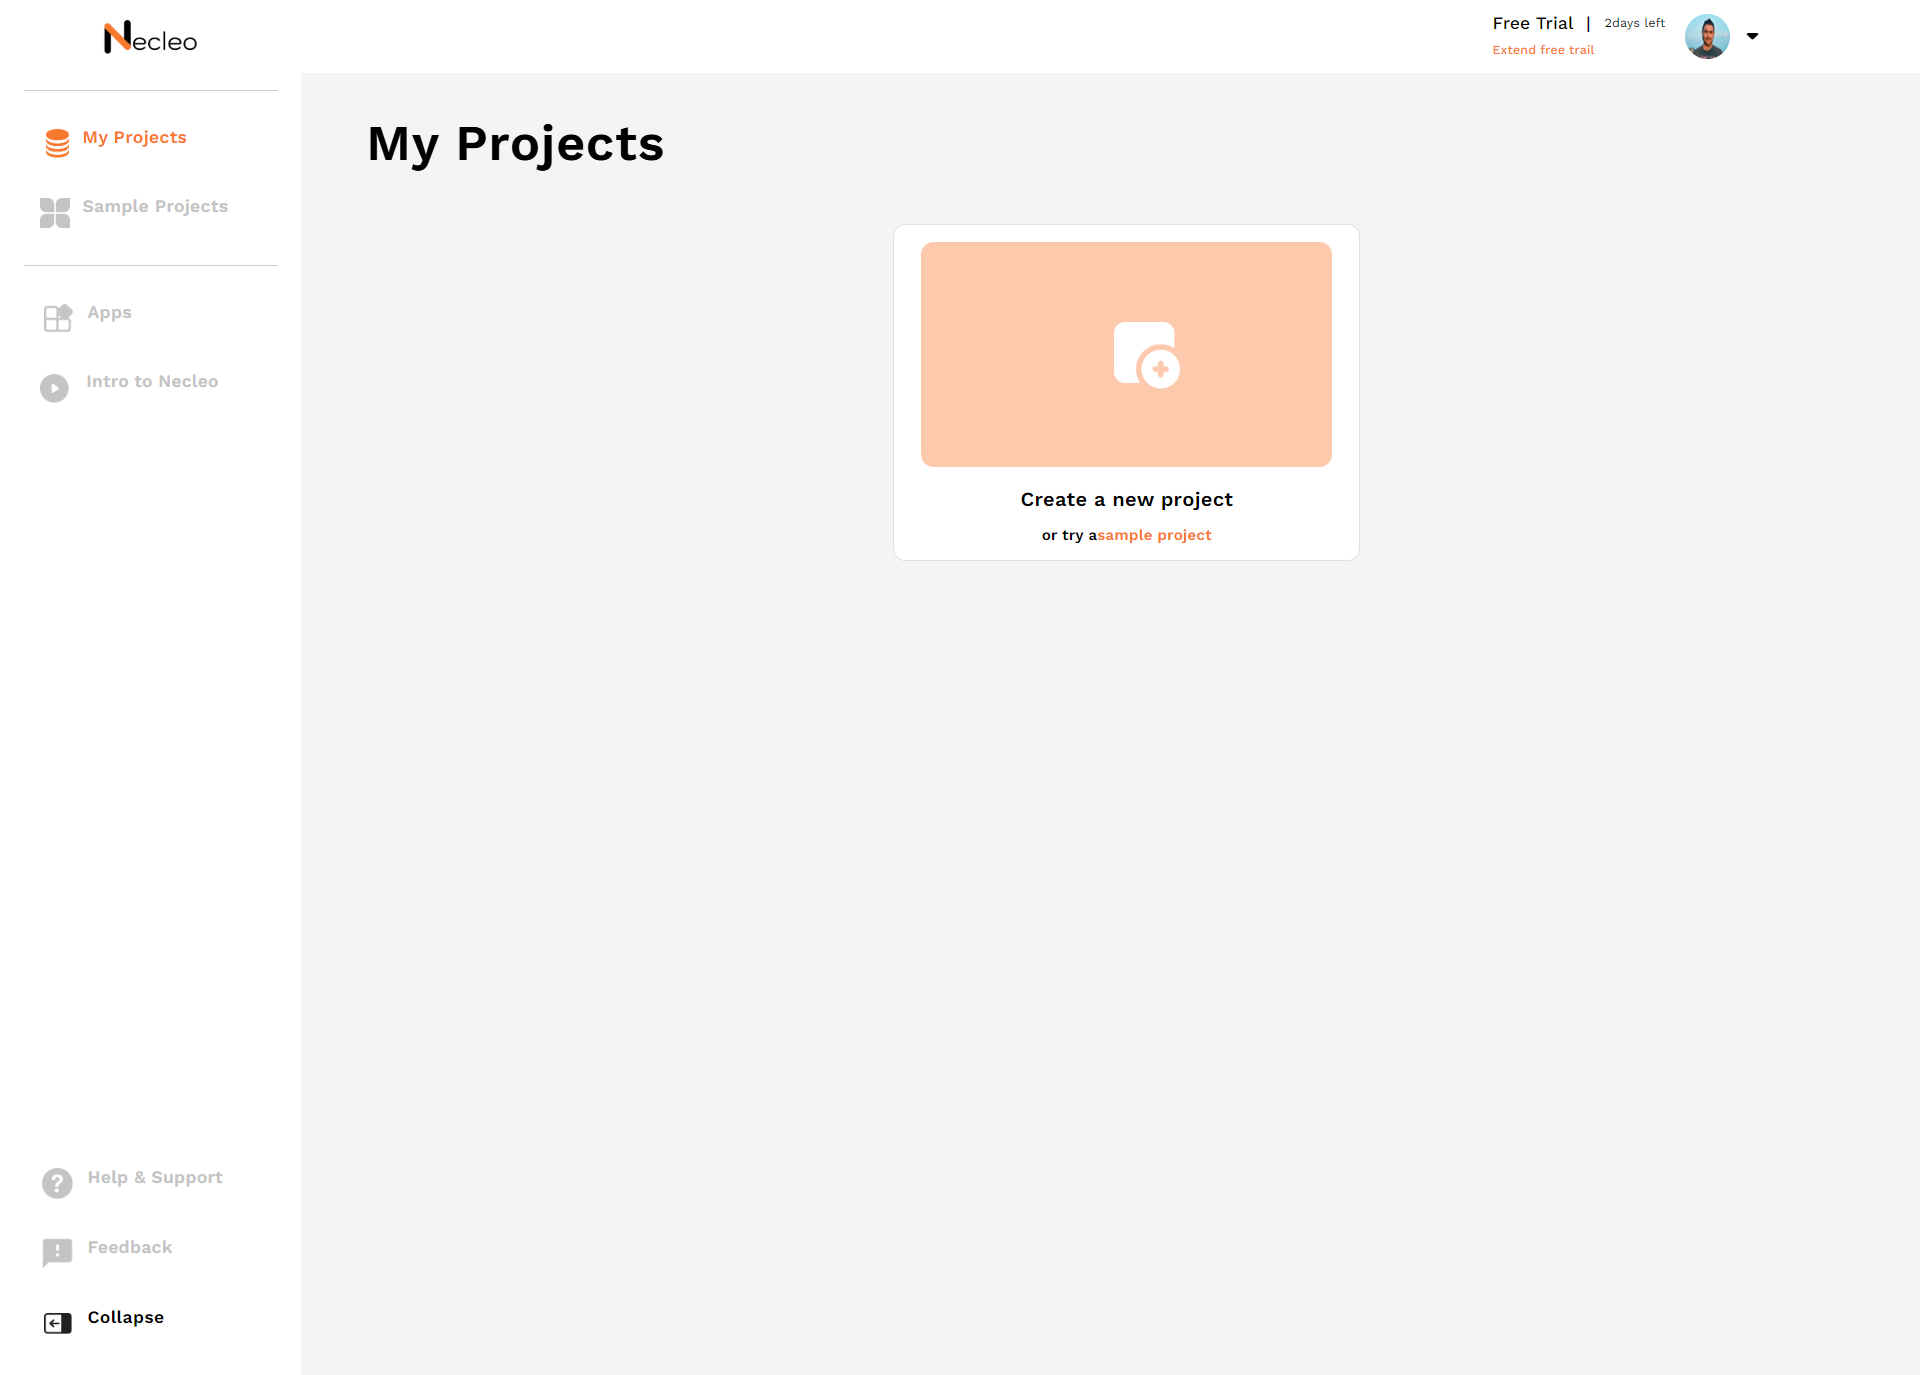 Necleo
Free Trial | 2days left
Extend free trail
My Projects
Sample Projects
Apps
Intro to Necleo
Help & Support
Feedback
Collapse
My Projects
Create a new project
or try asample project